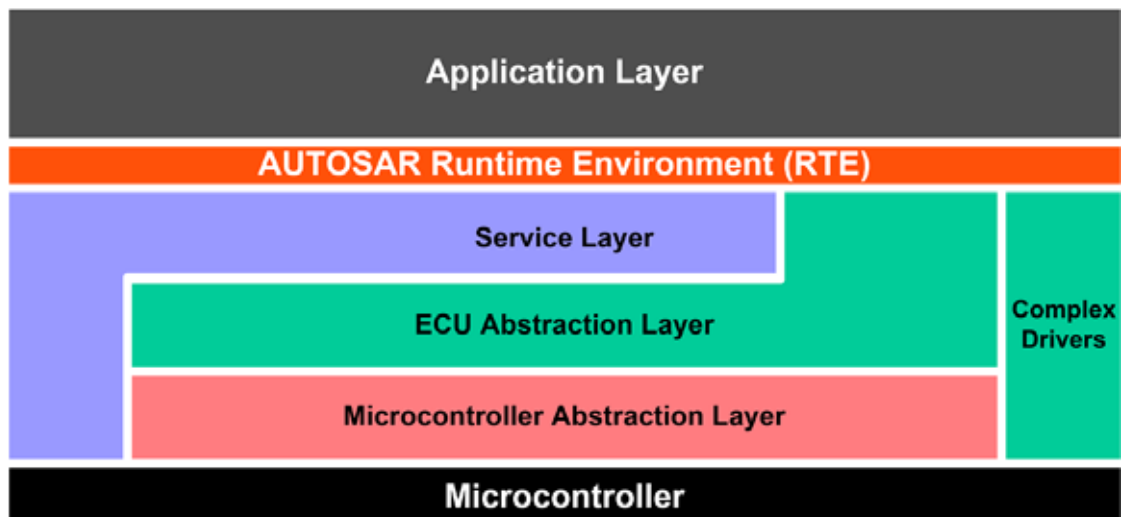 Application Layer
AUTOSAR Runtime Environment (RTE)
Service Layer
ECU Abstraction Layer
Complex
Drivers
Microcontroller Abstraction Layer
Microcontroller